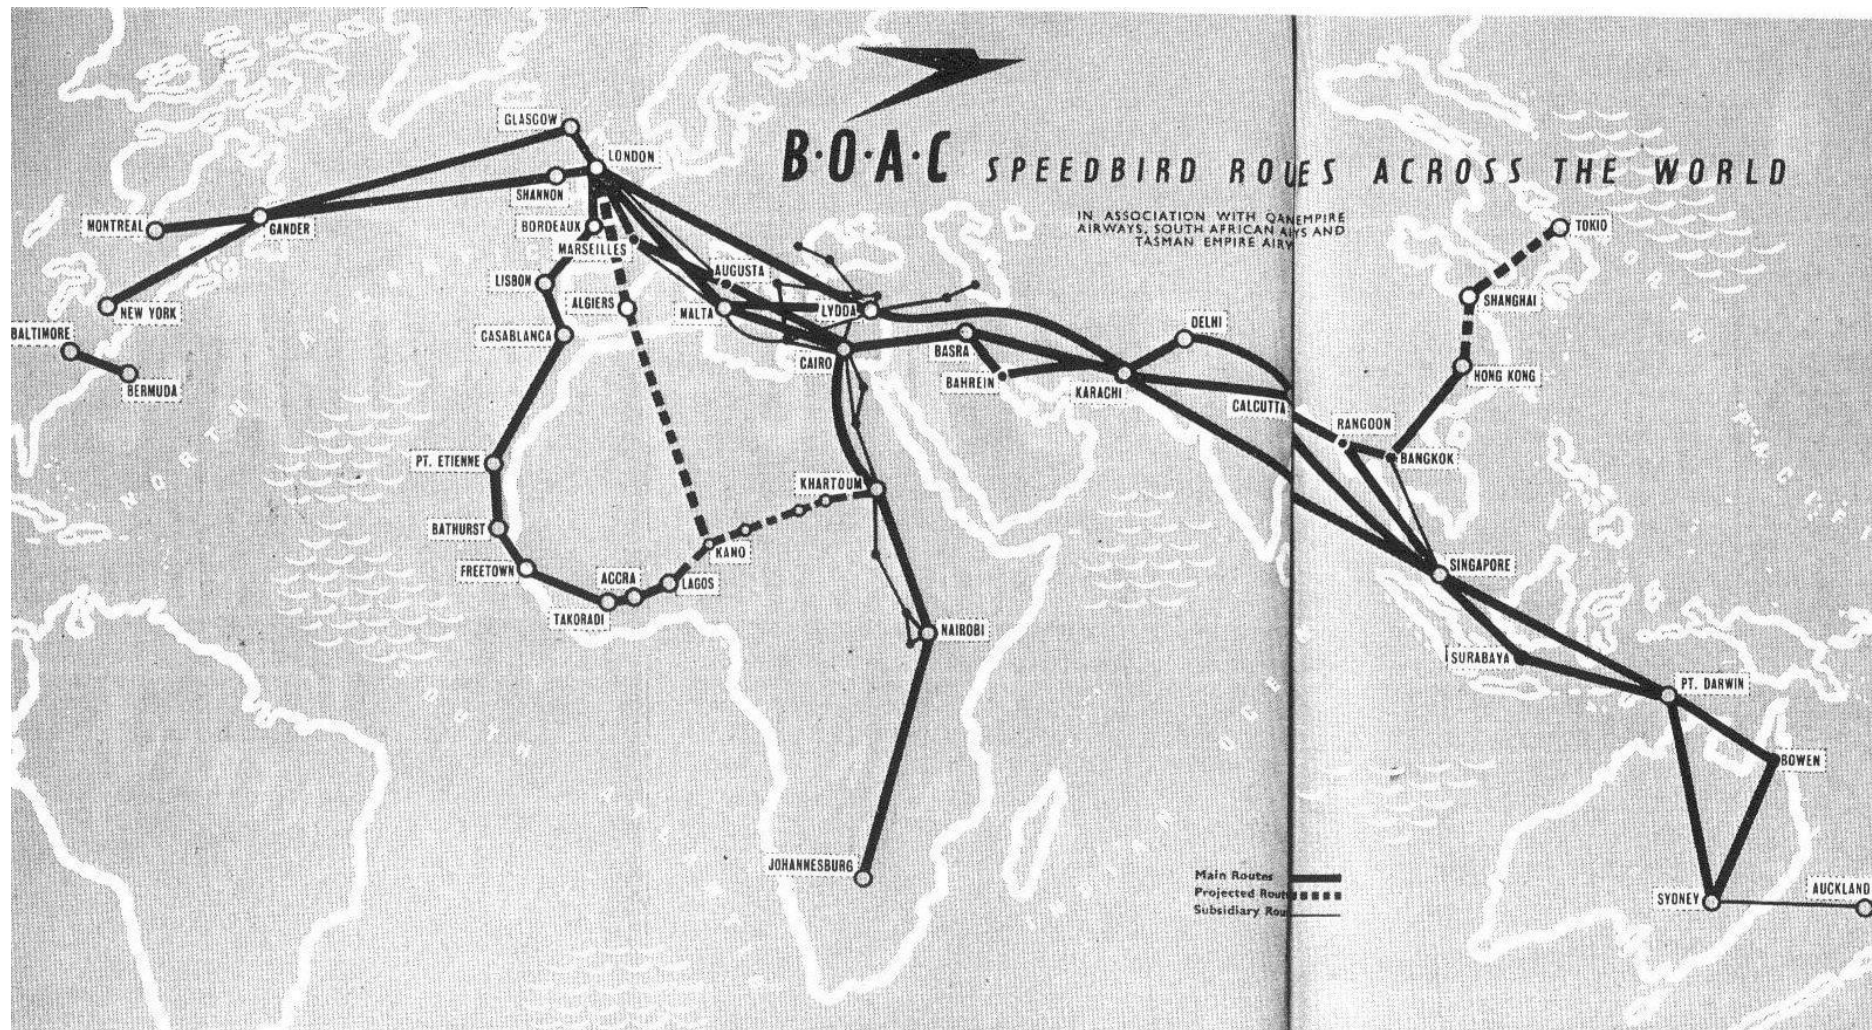 B·O·A·C SPEEDBIRD ROUES ACROSS THE WORLD
IN ASSOCIATION WITH QANEMPIRE
AIRWAYS, SOUTH AFRICAN AYS AND
TASMAN EMPIRE AIRW
GLASGOW
LONDON
SHANNON
MONTREAL
GANDER
BORDEAUX
MARSEILLES
TOKIO
AUGUSTA
LISBON
ALGIERS
SHANGHAI
NEW YORK
MALTA
LYDDA
DELHI
BALTIMORE
CASABLANCA
CAIRO
BASRA
BERMUDA
BAHREIN
KARACHI
HONG KONG
CALCUTTA
RANGOON
BANGKOK
PT. ETIENNE
KHARTOUM
BATHURST
KANO
FREETOWN
ACCRA
LAGOS
TAKORADI
SINGAPORE
NAIROBI
SURABAYA
PT. DARWIN
BOWEN
JOHANNESBURG
SYDNEY
AUCKLAND
Main Routes
Projected Rout
Subsidiary Rou
NORTH
SOUTH